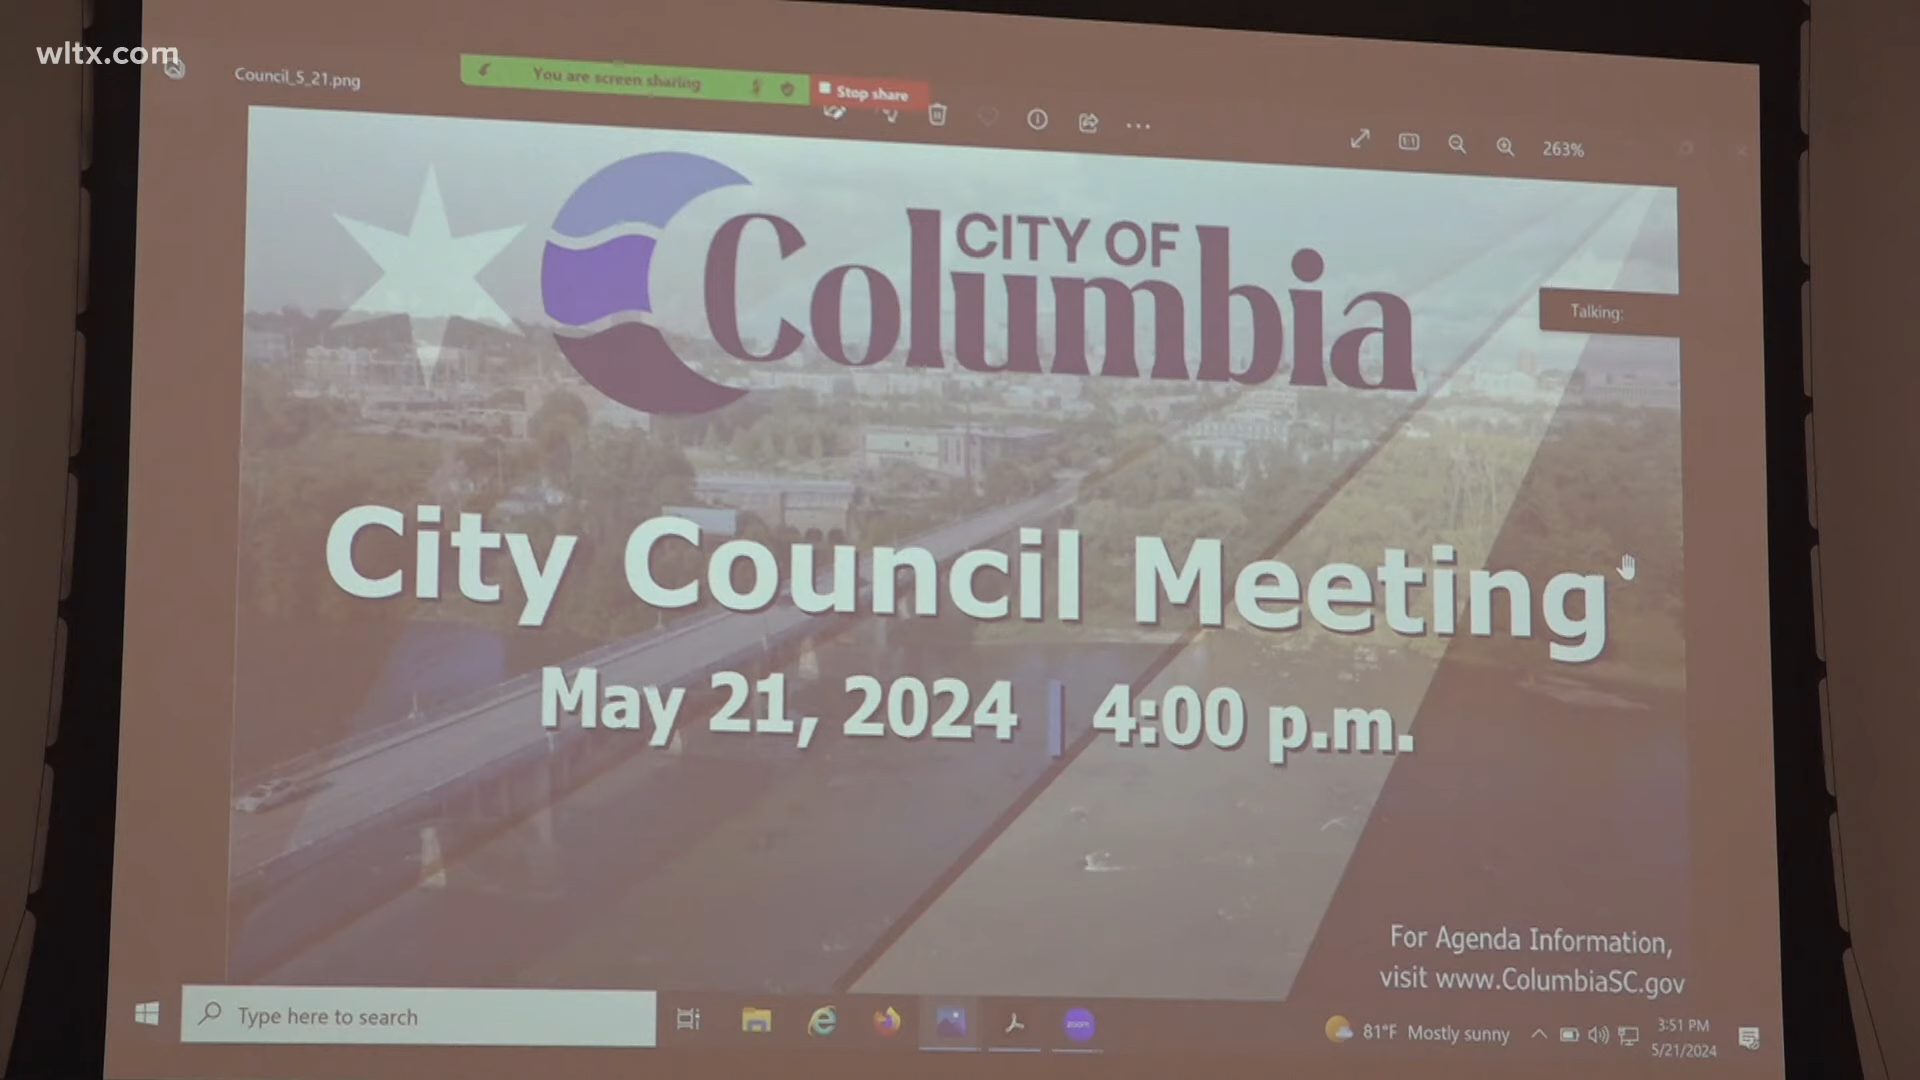 wltx.com
Council_5_21.png
You are screen sharing
Stop share
263%
CITY OF
Columbia
Talking:
City Council Meeting
May 21, 2024 | 4:00 p.m.
For Agenda Information,
visit www.ColumbiaSC.gov
Type here to search
zoom
81°F Mostly sunny
3:51 PM
5/21/2024